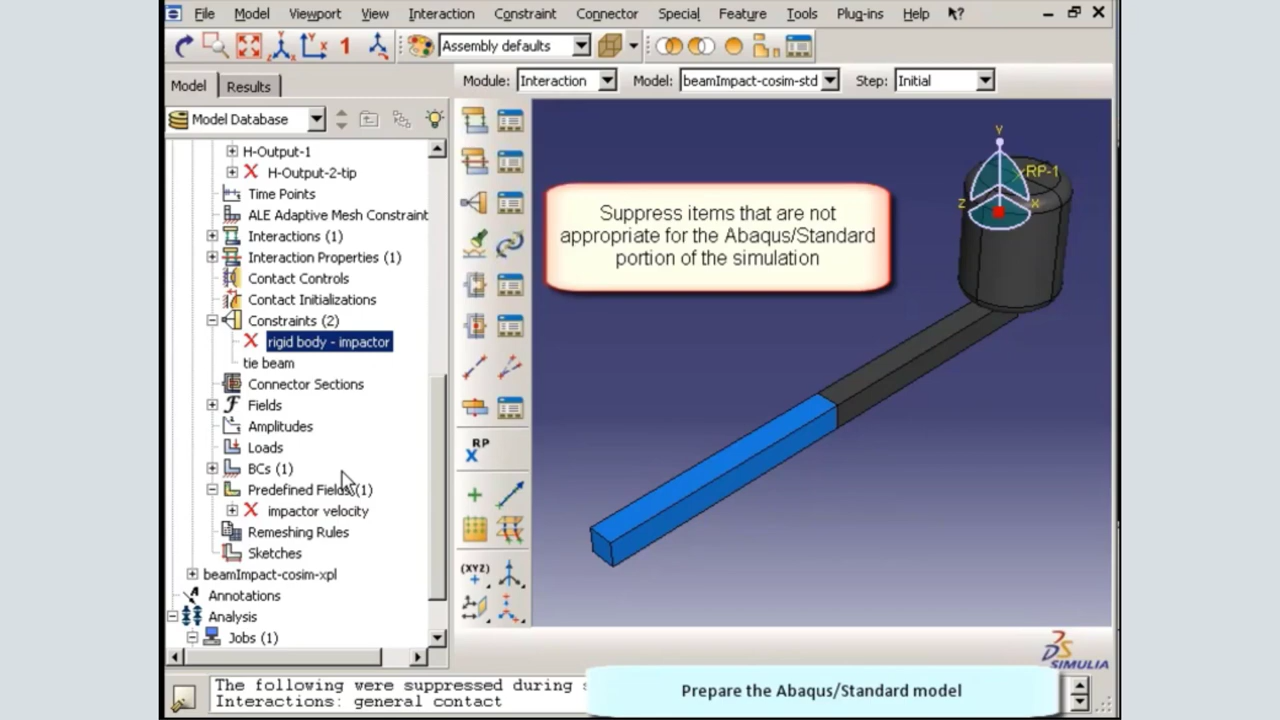 File Model Viewport View Interaction Constraint Connector Special Feature Tools Plug-ins Help
1 Assembly defaults
Model Results Module: Interaction Model: beamImpact-cosim-std Step: Initial
Model Database
H-Output-1
H-Output-2-tip
Time Points
ALE Adaptive Mesh Constraint
Interactions (1)
Interaction Properties (1)
Contact Controls
Contact Initializations
Constraints (2)
rigid body - impactor
tie beam
Connector Sections
Fields
Amplitudes
Loads
BCs (1)
Predefined Fields (1)
impactor velocity
Remeshing Rules
Sketches
beamImpact-cosim-xpl
Annotations
Analysis
Jobs (1)
RP
(XYZ)
Suppress items that are not
appropriate for the Abaqus/Standard
portion of the simulation
Y
RP-1
Z X
SIMULIA
The following were suppressed during
Interactions: general contact
Prepare the Abaqus/Standard model